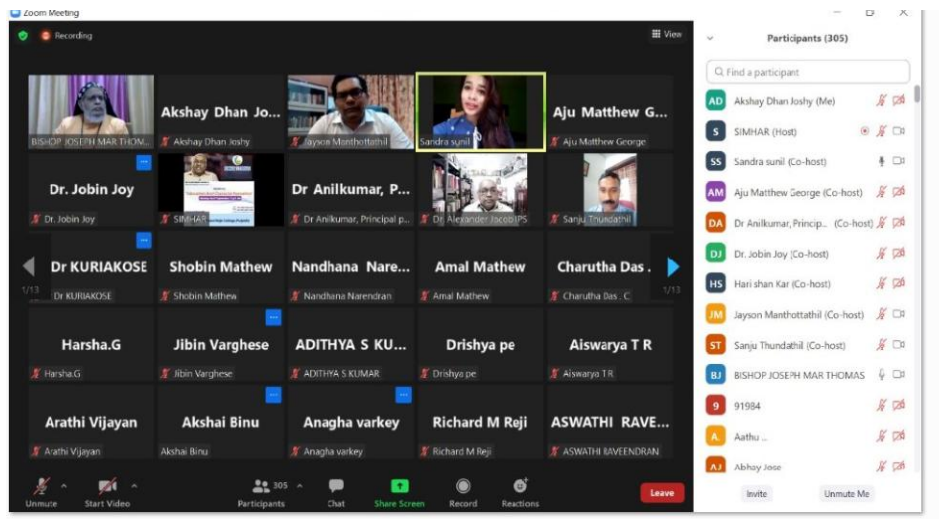 Zoom Meeting
Recording
View
BISHOP JOSEPH MAR THOM...
Akshay Dhan Jo...
Akshay Dhan Joshy
Jayson Manthottathil
Sandra sunil
Aju Matthew G...
Aju Matthew George
Dr. Jobin Joy
Dr. Jobin Joy
SIMHAR
Dr Anilkumar, P...
Dr Anilkumar, Principal p...
Dr Alexander Jacob IPS
Sanju Thundathil
Dr KURIAKOSE
Dr KURIAKOSE
Shobin Mathew
Shobin Mathew
Nandhana Nare...
Nandhana Narendran
Amal Mathew
Amal Mathew
Charutha Das .
Charutha Das . C
1/13
1/13
Harsha.G
Harsha.G
Jibin Varghese
Jibin Varghese
ADITHYA S KU...
ADITHYA S KUMAR
Drishya pe
Drishya pe
Aiswarya T R
Aiswarya T R
Arathi Vijayan
Arathi Vijayan
Akshai Binu
Akshai Binu
Anagha varkey
Anagha varkey
Richard M Reji
Richard M Reji
ASWATHI RAVE...
ASWATHI RAVEENDRAN
Unmute
Start Video
305
Participants
Chat
Share Screen
Record
Reactions
Leave
Participants (305)
Find a participant
AD Akshay Dhan Joshy (Me)
S SIMHAR (Host)
SS Sandra sunil (Co-host)
AM Aju Matthew George (Co-host)
DA Dr Anilkumar, Princip... (Co-host)
DJ Dr. Jobin Joy (Co-host)
HS Hari shan Kar (Co-host)
JM Jayson Manthottathil (Co-host)
ST Sanju Thundathil (Co-host)
BJ BISHOP JOSEPH MAR THOMAS
9 91984
A. Aathu ..
AJ Abhay Jose
Invite
Unmute Me